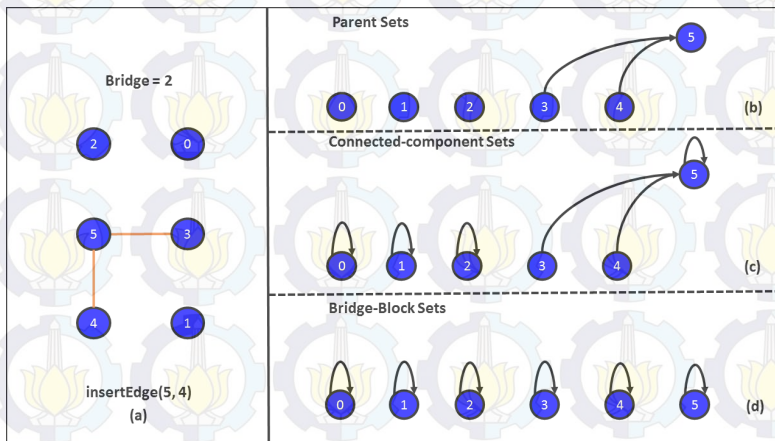 Bridge = 2
2
0
5
3
4
1
insertEdge(5, 4)
(a)
Parent Sets
5
0
1
2
3
4
(b)
Connected-component Sets
5
0
1
2
3
4
(c)
Bridge-Block Sets
0
1
2
3
4
5
(d)